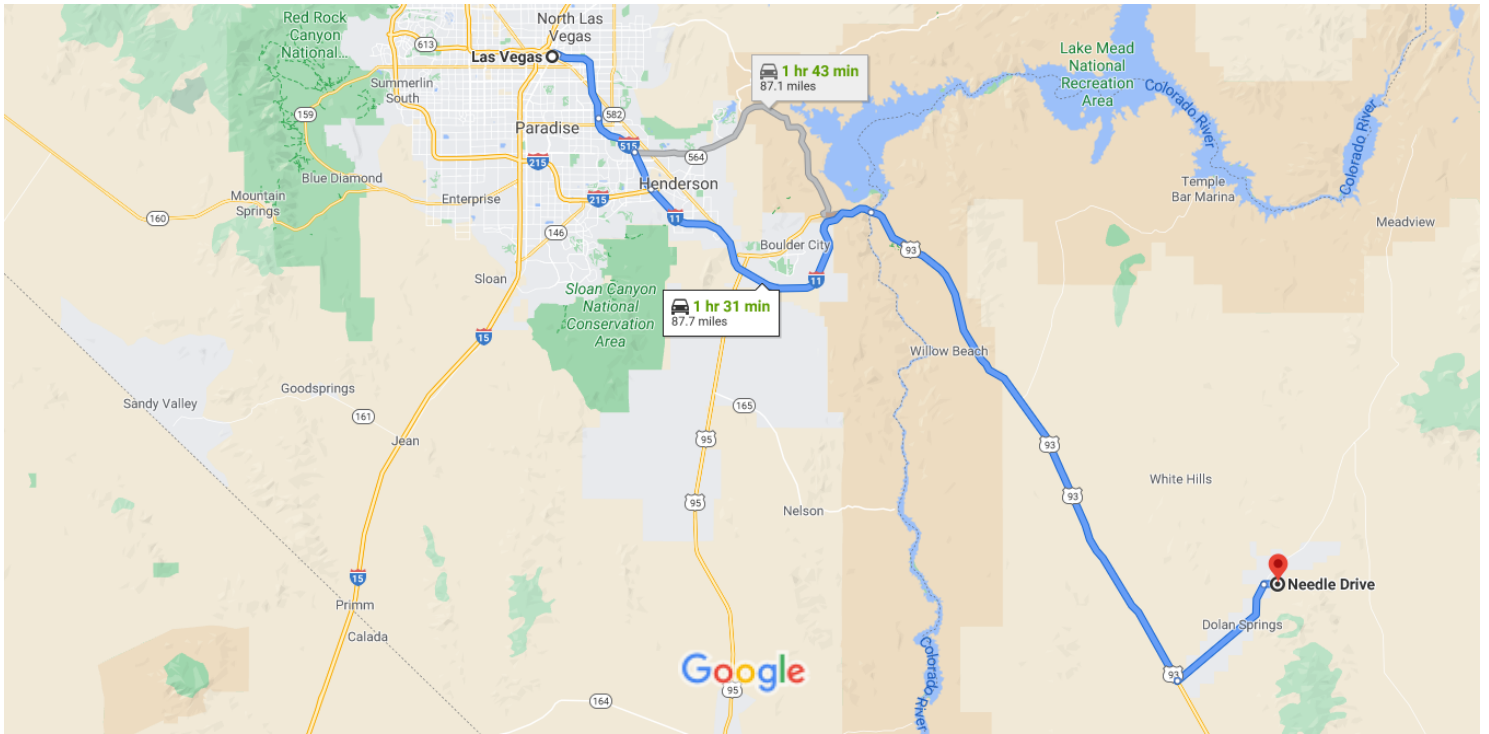 Red Rock
Canyon
National...
North Las
Vegas
613
Las Vegas
Summerlin
South
159
582
Paradise
1 hr 43 min
87.1 miles
Lake Mead
National
Recreation
Area
Colorado River
Colorado River
515
564
215
Blue Diamond
Henderson
Mountain
Springs
Enterprise
215
Temple
Bar Marina
160
11
Meadview
146
Boulder City
93
Sloan
11
Sloan Canyon
National
Conservation
Area
1 hr 31 min
87.7 miles
15
Willow Beach
Goodsprings
Sandy Valley
161
165
Jean
95
93
White Hills
95
93
Nelson
15
Needle Drive
Primm
Dolan Springs
Calada
Colorado River
Google
93
95
164